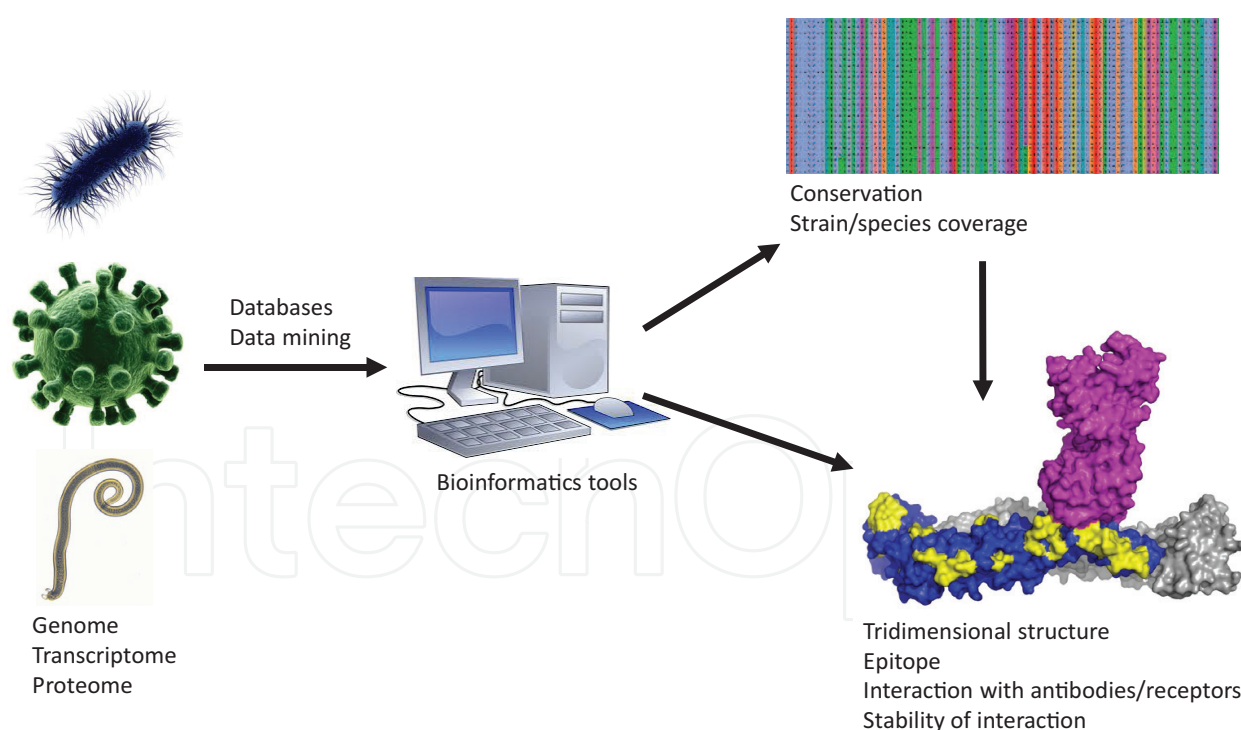 Conservation
Strain/species coverage
Databases
Data mining
Bioinformatics tools
Genome
Transcriptome
Proteome
Tridimensional structure
Epitope
Interaction with antibodies/receptors
Stability of interaction